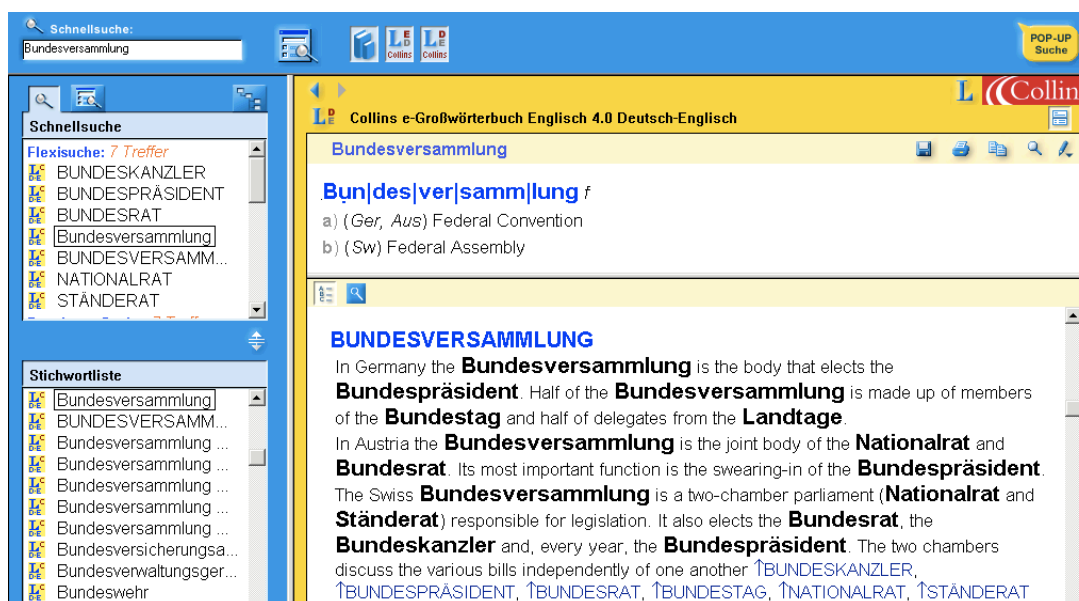 Schnellsuche:
Bundesversammlung
L E D Collins
L D E Collins
POP-UP
Suche
Schnellsuche
Flexisuche: 7 Treffer
BUNDESKANZLER
BUNDESPRÄSIDENT
BUNDESRAT
Bundesversammlung
BUNDESVERSAMM...
NATIONALRAT
STÄNDERAT
Stichwortliste
Bundesversammlung
BUNDESVERSAMM...
Bundesversammlung ...
Bundesversammlung ...
Bundesversammlung ...
Bundesversammlung ...
Bundesversammlung ...
Bundesversicherungsa...
Bundesverwaltungsger...
Bundeswehr
L Collin
Collins e-Großwörterbuch Englisch 4.0 Deutsch-Englisch
Bundesversammlung
Bun|des|ver|samm|lung f
a) (Ger, Aus) Federal Convention
b) (Sw) Federal Assembly
BUNDESVERSAMMLUNG
In Germany the Bundesversammlung is the body that elects the
Bundespräsident. Half of the Bundesversammlung is made up of members
of the Bundestag and half of delegates from the Landtage.
In Austria the Bundesversammlung is the joint body of the Nationalrat and
Bundesrat. Its most important function is the swearing-in of the Bundespräsident.
The Swiss Bundesversammlung is a two-chamber parliament (Nationalrat and
Ständerat) responsible for legislation. It also elects the Bundesrat, the
Bundeskanzler and, every year, the Bundespräsident. The two chambers
discuss the various bills independently of one another ↑BUNDESKANZLER,
↑BUNDESPRÄSIDENT, ↑BUNDESRAT, ↑BUNDESTAG, ↑NATIONALRAT, ↑STÄNDERAT